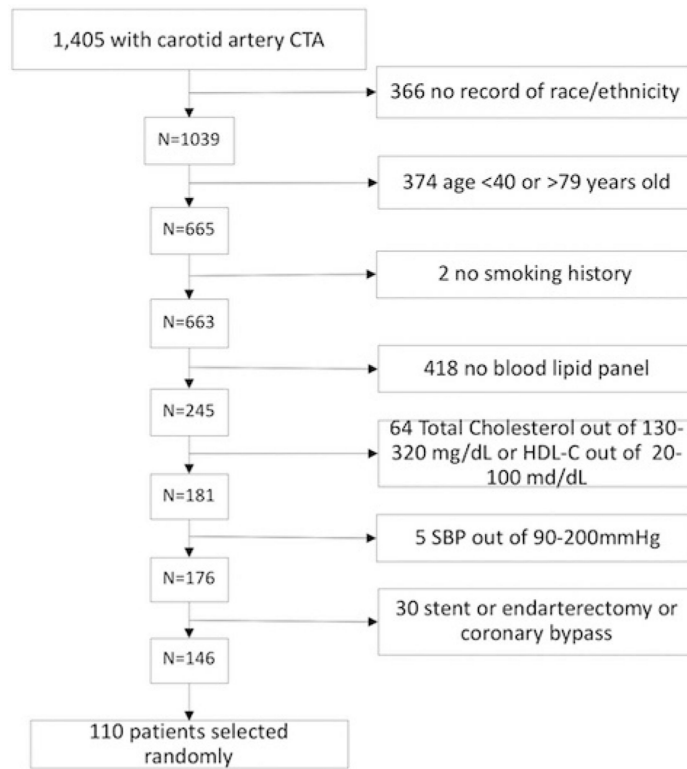 1,405 with carotid artery CTA
366 no record of race/ethnicity
N=1039
374 age <40 or >79 years old
N=665
2 no smoking history
N=663
418 no blood lipid panel
N=245
64 Total Cholesterol out of 130-
320 mg/dL or HDL-C out of 20-
100 md/dL
N=181
5 SBP out of 90-200mmHg
N=176
30 stent or endarterectomy or
coronary bypass
N=146
110 patients selected
randomly